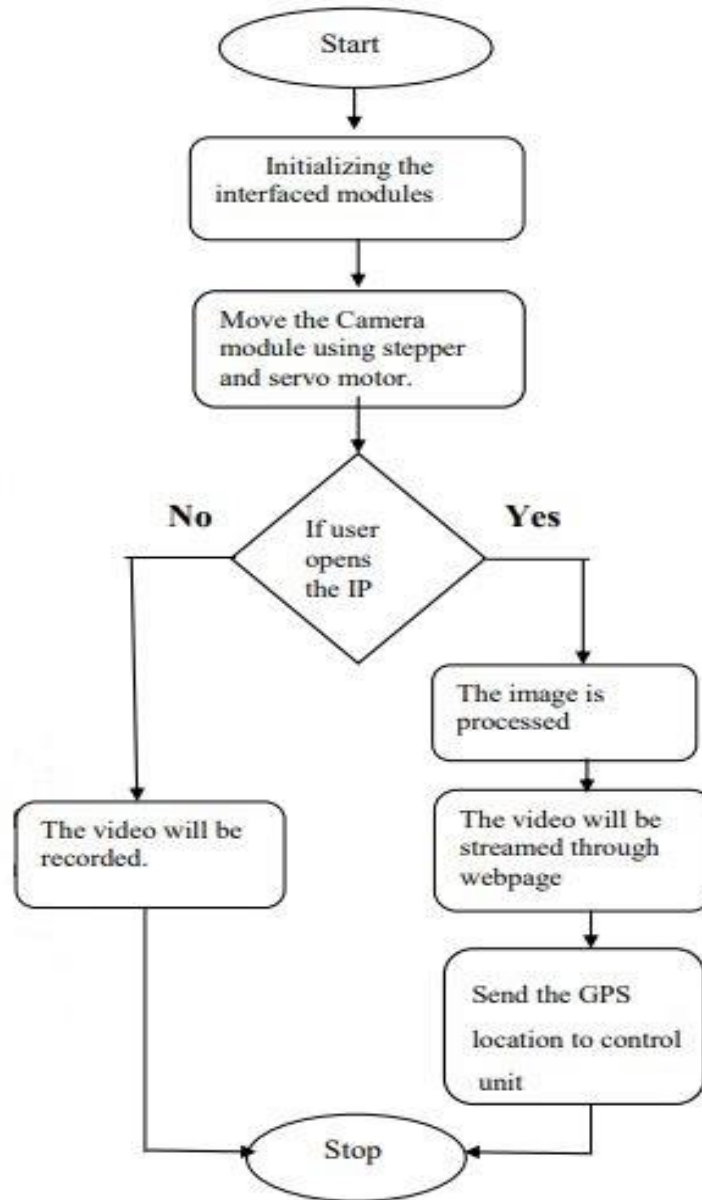 Start
Initializing the
interfaced modules
Move the Camera
module using stepper
and servo motor.
No
Yes
If user
opens
the IP
The image is
processed
The video will be
recorded.
The video will be
streamed through
webpage
Send the GPS
location to control
unit
Stop